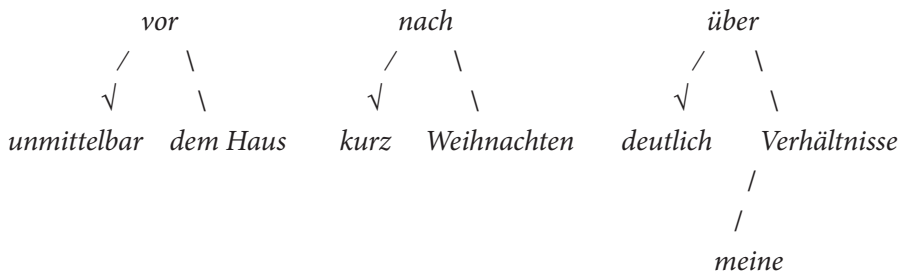 vor nach über
unmittelbar dem Haus kurz Weihnachten deutlich Verhältnisse
meine